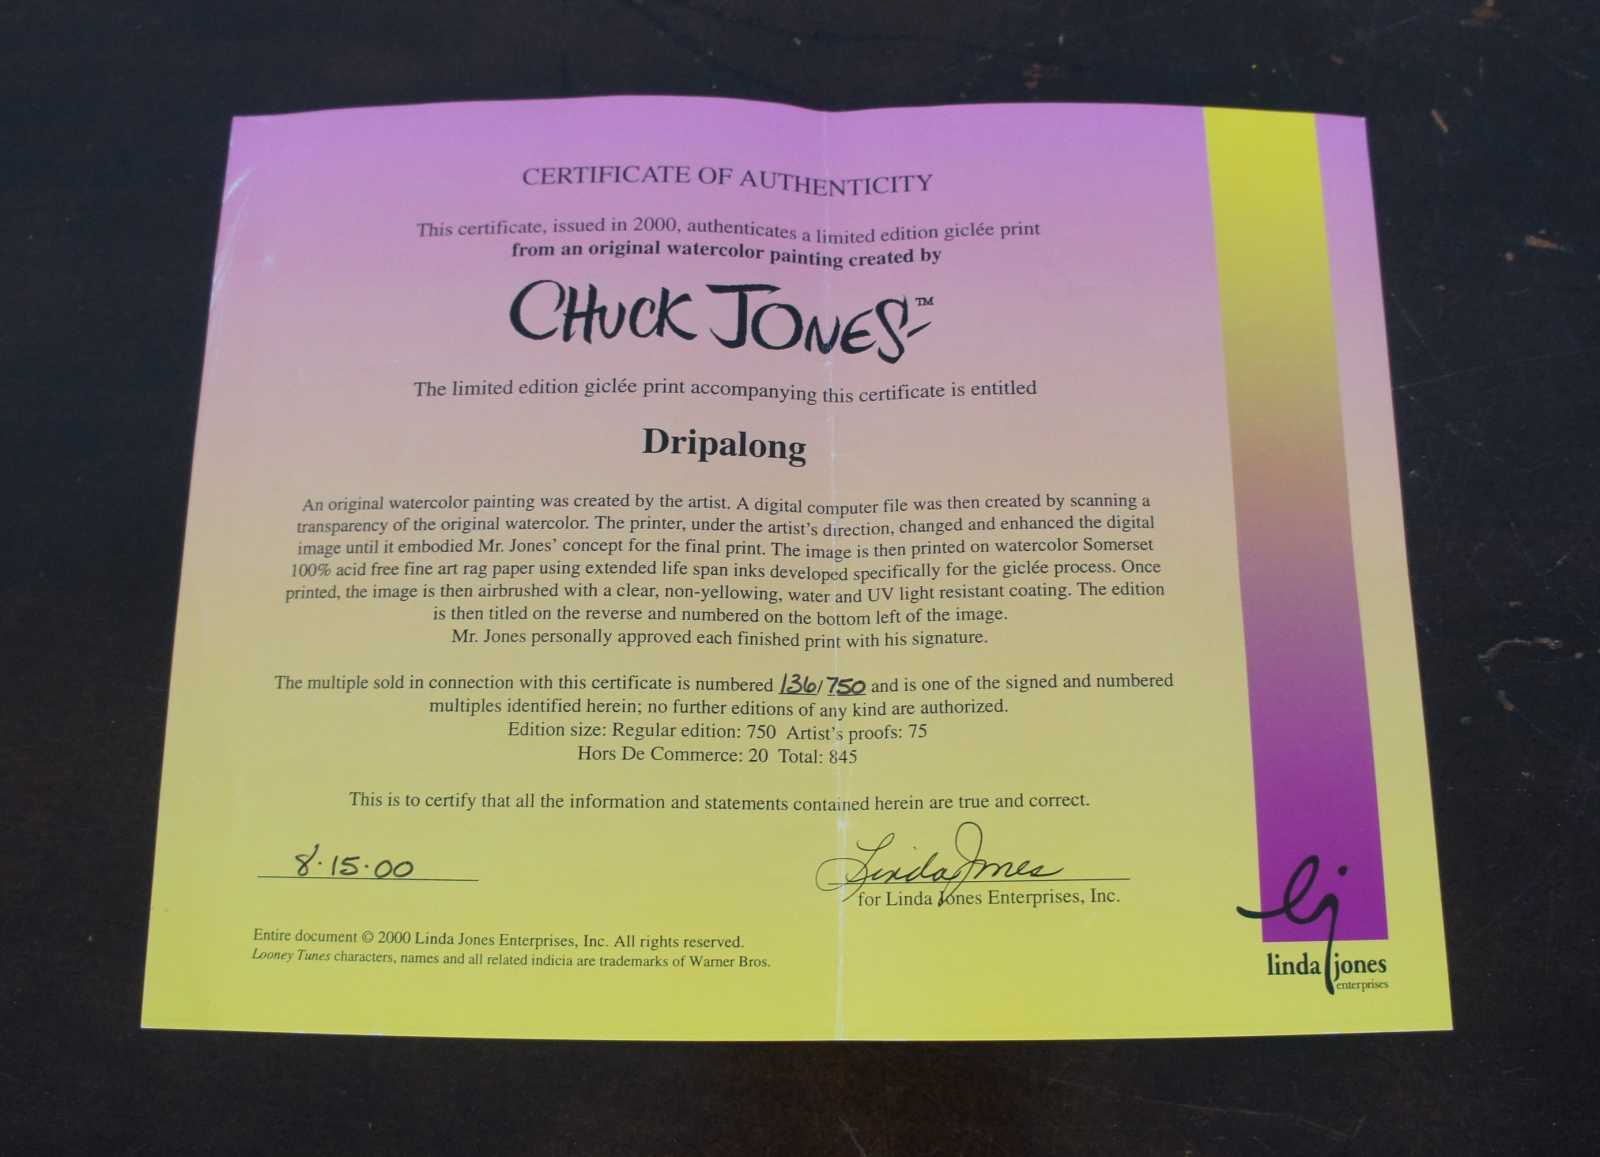 CERTIFICATE OF AUTHENTICITY
This certificate, issued in 2000, authenticates a limited edition giclée print
from an original watercolor painting created by
CHUCK JONES™
The limited edition giclée print accompanying this certificate is entitled
Dripalong
An original watercolor painting was created by the artist. A digital computer file was then created by scanning a
transparency of the original watercolor. The printer, under the artist's direction, changed and enhanced the digital
image until it embodied Mr. Jones' concept for the final print. The image is then printed on watercolor Somerset
100% acid free fine art rag paper using extended life span inks developed specifically for the giclée process. Once
printed, the image is then airbrushed with a clear, non-yellowing, water and UV light resistant coating. The edition
is then titled on the reverse and numbered on the bottom left of the image.
Mr. Jones personally approved each finished print with his signature.
The multiple sold in connection with this certificate is numbered 136/750 and is one of the signed and numbered
multiples identified herein; no further editions of any kind are authorized.
Edition size: Regular edition: 750 Artist's proofs: 75
Hors De Commerce: 20 Total: 845
This is to certify that all the information and statements contained herein are true and correct.
8·15·00
Linda Jones
for Linda Jones Enterprises, Inc.
Entire document © 2000 Linda Jones Enterprises, Inc. All rights reserved.
Looney Tunes characters, names and all related indicia are trademarks of Warner Bros.
lj
linda jones
enterprises